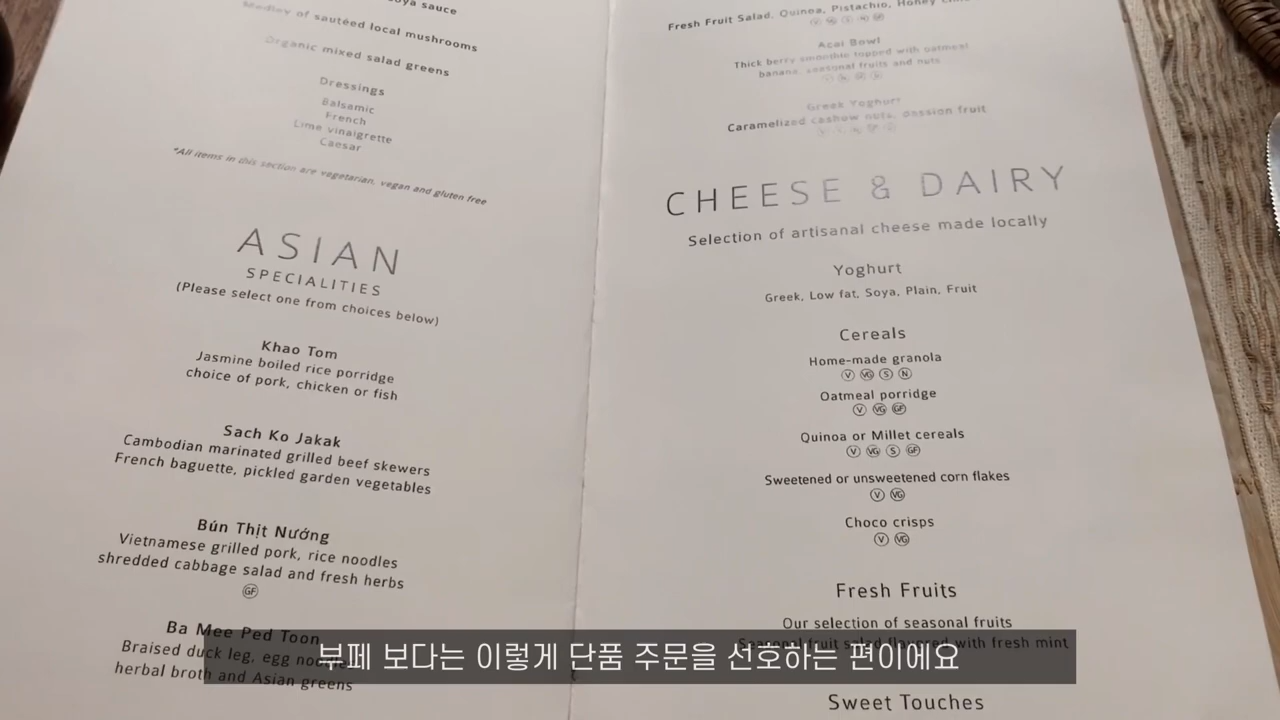 soya sauce
Medley of sautéed local mushrooms
Organic mixed salad greens
Dressings
Balsamic
French
Lime vinaigrette
Caesar
*All items in this section are vegetarian, vegan and gluten free
ASIAN
SPECIALITIES
(Please select one from choices below)
Khao Tom
Jasmine boiled rice porridge
choice of pork, chicken or fish
Sach Ko Jakak
Cambodian marinated grilled beef skewers
French baguette, pickled garden vegetables
Bún Thịt Nướng
Vietnamese grilled pork, rice noodles
shredded cabbage salad and fresh herbs
GF
Ba Mee Ped Toon
Braised duck leg, egg
herbal broth and Asian greens
Fresh Fruit Salad, Quinoa, Pistachio, Honey
Acai Bowl
Thick berry smoothie topped with oatmeal
banana, seasonal fruits and nuts
Greek Yoghurt
Caramelized cashew nuts, passion fruit
CHEESE & DAIRY
Selection of artisanal cheese made locally
Yoghurt
Greek, Low fat, Soya, Plain, Fruit
Cereals
Home-made granola
V VG S N
Oatmeal porridge
V VG GF
Quinoa or Millet cereals
V VG S GF
Sweetened or unsweetened corn flakes
V VG
Choco crisps
V VG
Fresh Fruits
Our selection of seasonal fruits
Seasonal fruit salad flavored with fresh mint
Sweet Touches
부페 보다는 이렇게 단품 주문을 선호하는 편이에요